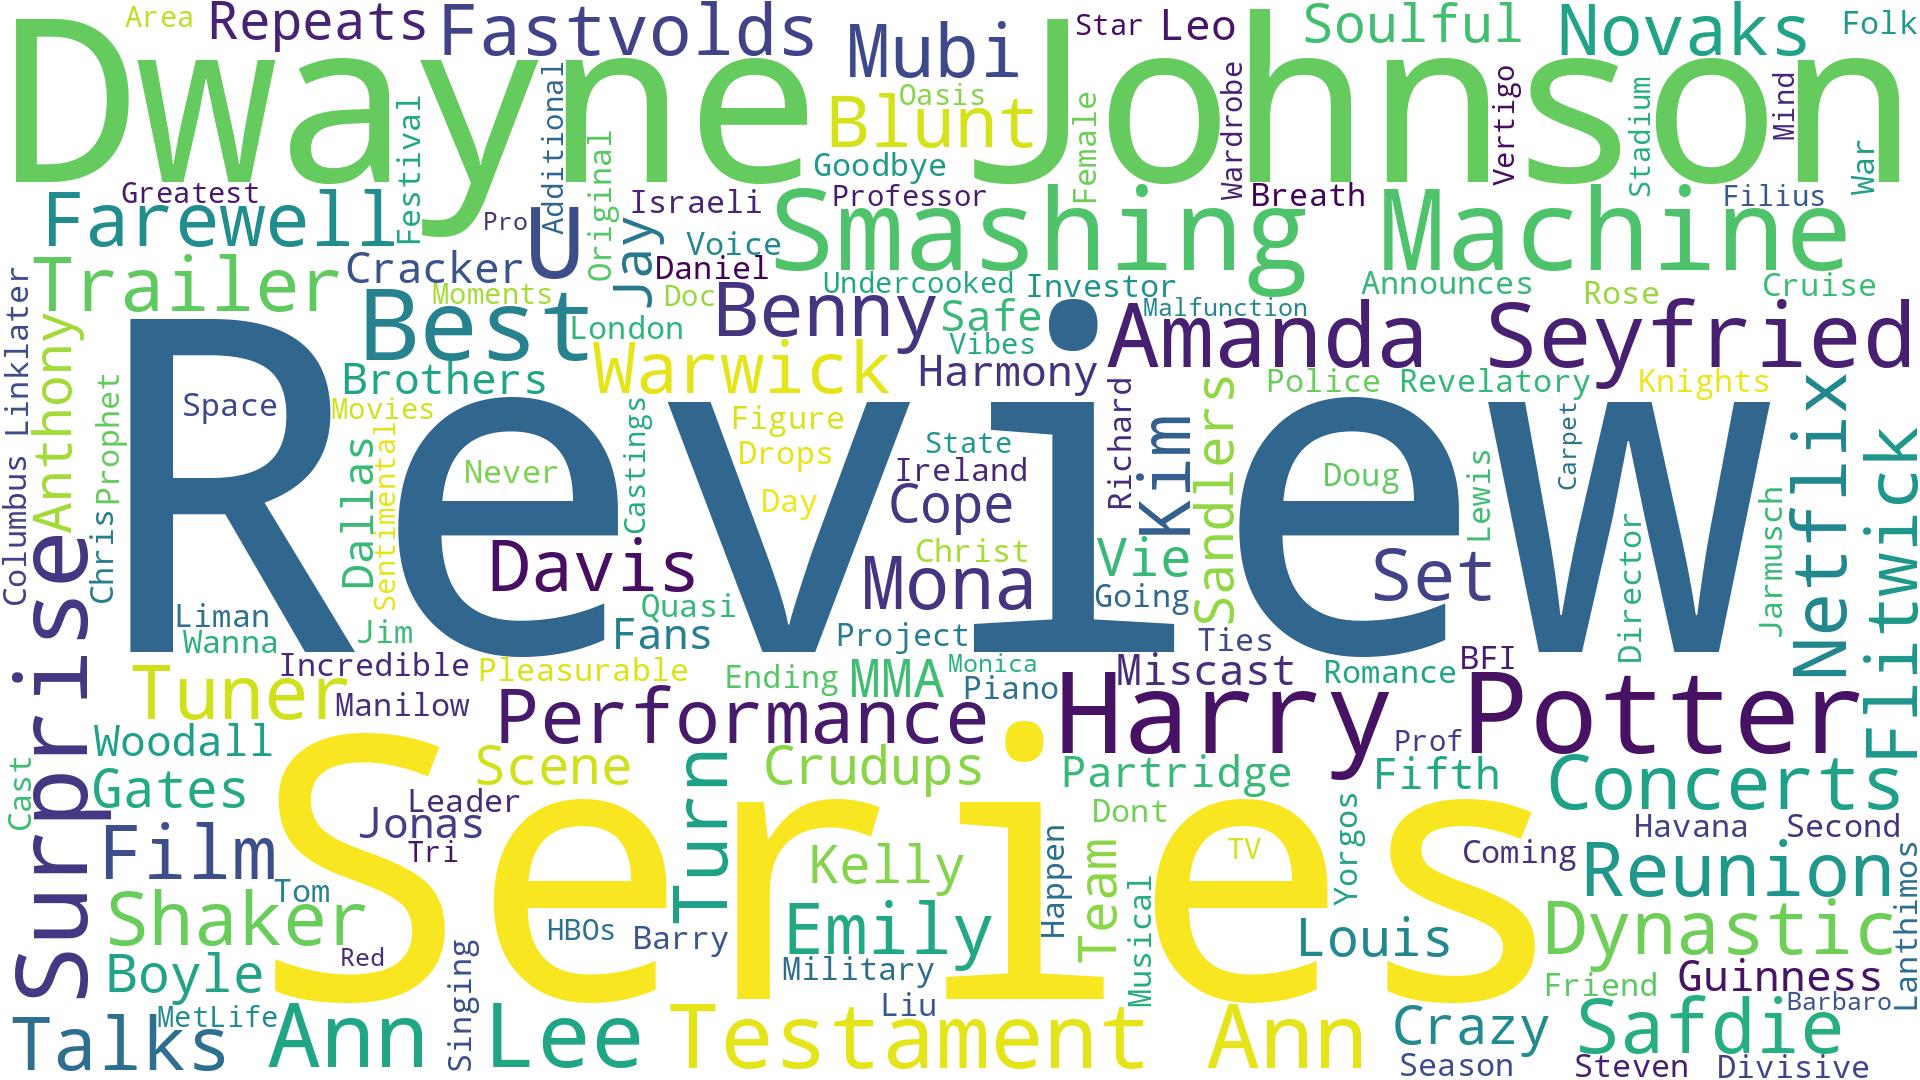 Area
Repeats
Fastvolds
Mubi
Star
Leo
Soulful
Novaks
Folk
Dwayne Johnson
Oasis
Blunt
Goodbye
Festival
Additional
Original
Female
Wardrobe
Vertigo
Stadium
Mind
War
Greatest
Farewell
Pro
U
Jay
Israeli
Professor
Breath
Filius
Smashing
Machine
Voice
Daniel
Trailer
Cracker
Moments
Doc
Undercooked
Investor
Announces
Rose
Cruise
Best
London
Benny
Safe
Malfunction
Vibes
Amanda Seyfried
Linklater
Columbus
Anthony
Prophet
Chris
Brothers
Warwick
Harmony
Police
Revelatory
Knights
Space
Movies
Review
Dallas
Sentimental
Castings
Figure
Drops
Day
Never
State
Ireland
Cope
Richard
Kim
Sandlers
Doug
Lewis
Carpet
Netflix
Flitwick
Jarmusch
Director
Davis
Christ
Mona
Vie
Going
Set
Surprise
Liman
Wanna
Jim
Quasi
Fans
Project
Ties
Incredible
Pleasurable
Ending
MMA
Monica
Piano
Miscast
Romance
BFI
Tuner
Manilow
Performance
Harry Potter
Prof
Woodall
Scene
Crudups
Partridge
Fifth
Concerts
Cast
Gates
Leader
Jonas
Tri
Turn
Series
Dont
TV
Yorgos
Havana
Second
Coming
Film
Kelly
Happen
Team
Reunion
Lanthimos
Tom
Shaker
HBOs
Barry
Emily
Musical
Louis
Dynastic
Red
Boyle
Singing
Military
Liu
Friend
Guinness
Barbaro
MetLife
Talks
Ann Lee
Testament Ann
Crazy
Safdie
Season
Steven
Divisive